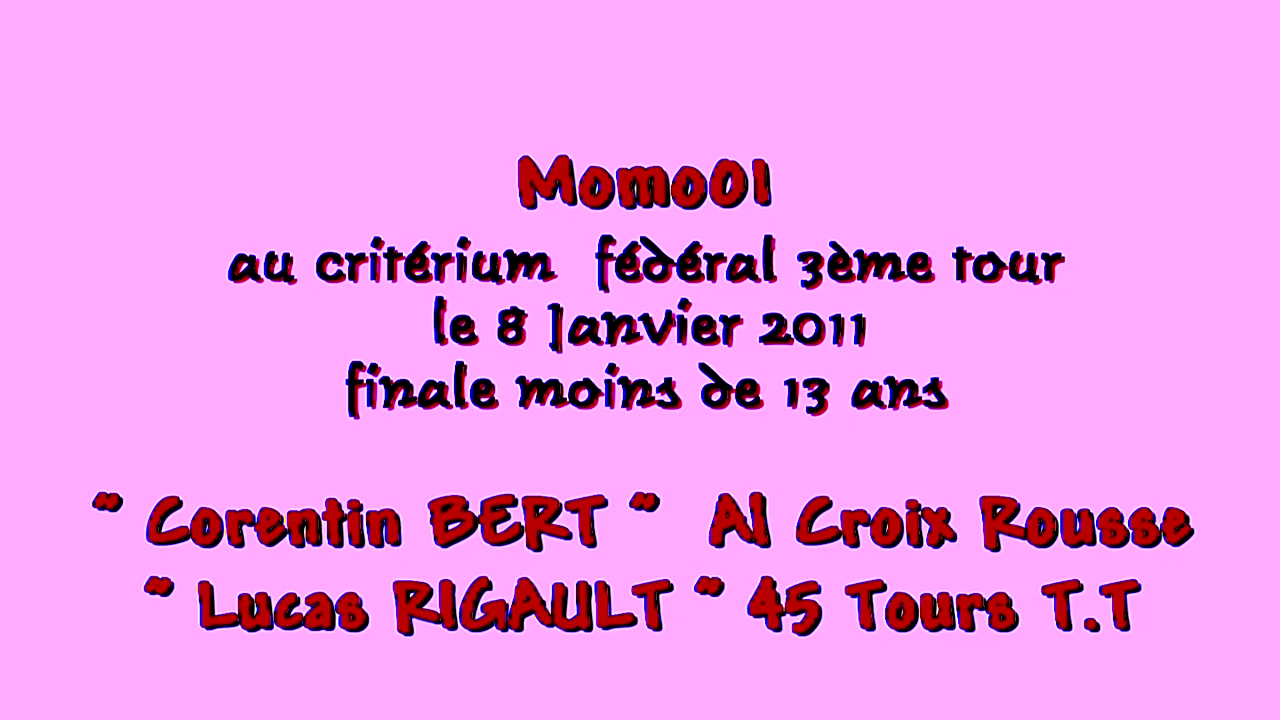 Momo01
au critérium fédéral 3ème tour
le 8 Janvier 2011
finale moins de 13 ans
" Corentin BERT " Al Croix Rousse
" Lucas RIGAULT " 45 Tours T.T